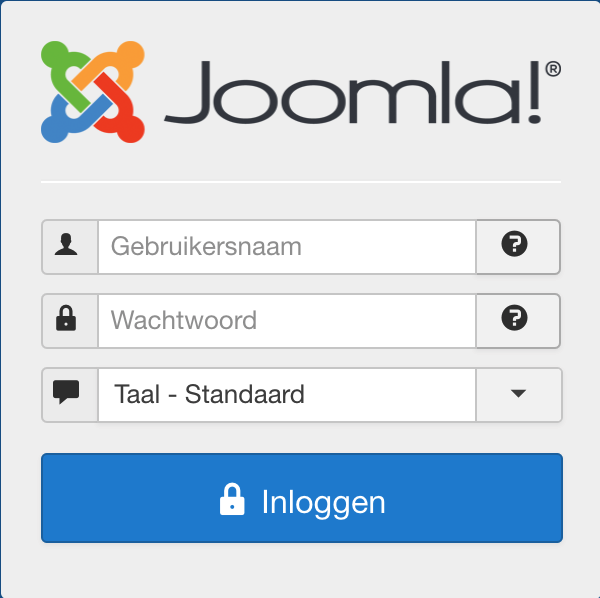 Joomla!®
Gebruikersnaam
Wachtwoord
Taal - Standaard
Inloggen